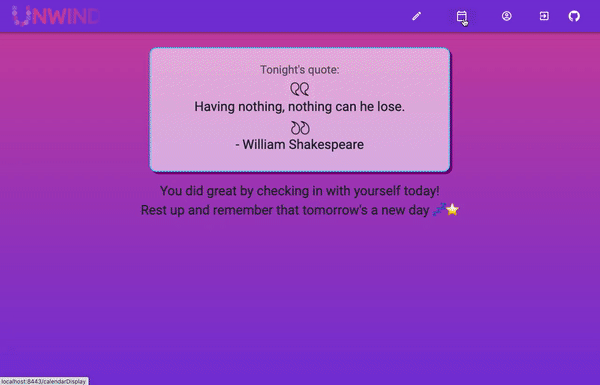 UNWIND
Tonight's quote:
Having nothing, nothing can he lose.
- William Shakespeare
You did great by checking in with yourself today!
Rest up and remember that tomorrow's a new day 💤⭐
localhost:8443/calendarDisplay